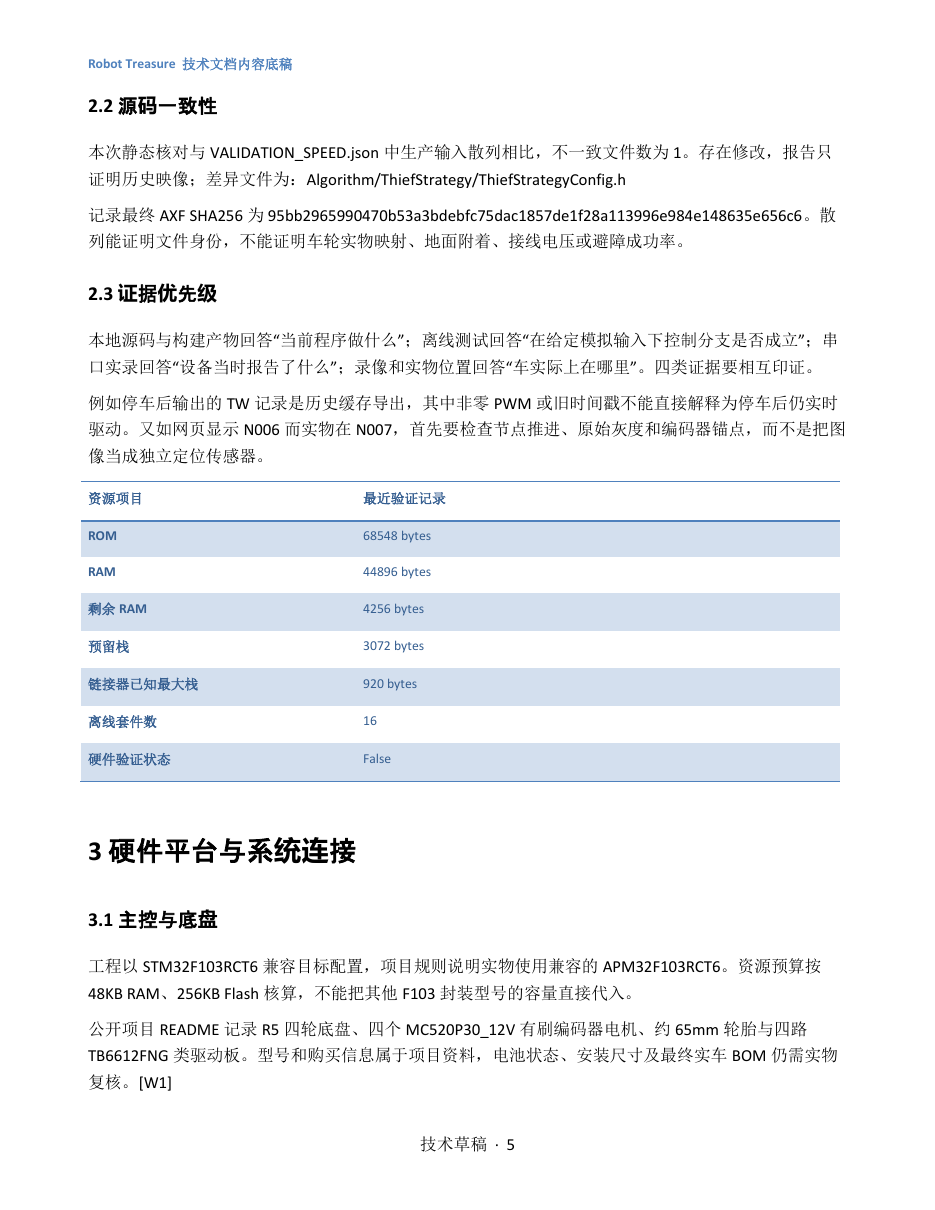 Robot Treasure 技术文档内容底稿
2.2 源码一致性
本次静态核对与 VALIDATION_SPEED.json 中生产输入散列相比，不一致文件数为 1。存在修改，报告只
证明历史映像；差异文件为：Algorithm/ThiefStrategy/ThiefStrategyConfig.h
记录最终 AXF SHA256 为 95bb2965990470b53a3bdebfc75dac1857de1f28a113996e984e148635e656c6。散
列能证明文件身份，不能证明车轮实物映射、地面附着、接线电压或避障成功率。
2.3 证据优先级
本地源码与构建产物回答“当前程序做什么”；离线测试回答“在给定模拟输入下控制分支是否成立”；串
口实录回答“设备当时报告了什么”；录像和实物位置回答“车实际上在哪里”。四类证据要相互印证。
例如停车后输出的 TW 记录是历史缓存导出，其中非零 PWM 或旧时间戳不能直接解释为停车后仍实时
驱动。又如网页显示 N006 而实物在 N007，首先要检查节点推进、原始灰度和编码器锚点，而不是把图
像当成独立定位传感器。
资源项目 最近验证记录
ROM 68548 bytes
RAM 44896 bytes
剩余 RAM 4256 bytes
预留栈 3072 bytes
链接器已知最大栈 920 bytes
离线套件数 16
硬件验证状态 False
3 硬件平台与系统连接
3.1 主控与底盘
工程以 STM32F103RCT6 兼容目标配置，项目规则说明实物使用兼容的 APM32F103RCT6。资源预算按
48KB RAM、256KB Flash 核算，不能把其他 F103 封装型号的容量直接代入。
公开项目 README 记录 R5 四轮底盘、四个 MC520P30_12V 有刷编码器电机、约 65mm 轮胎与四路
TB6612FNG 类驱动板。型号和购买信息属于项目资料，电池状态、安装尺寸及最终实车 BOM 仍需实物
复核。[W1]
技术草稿 · 5